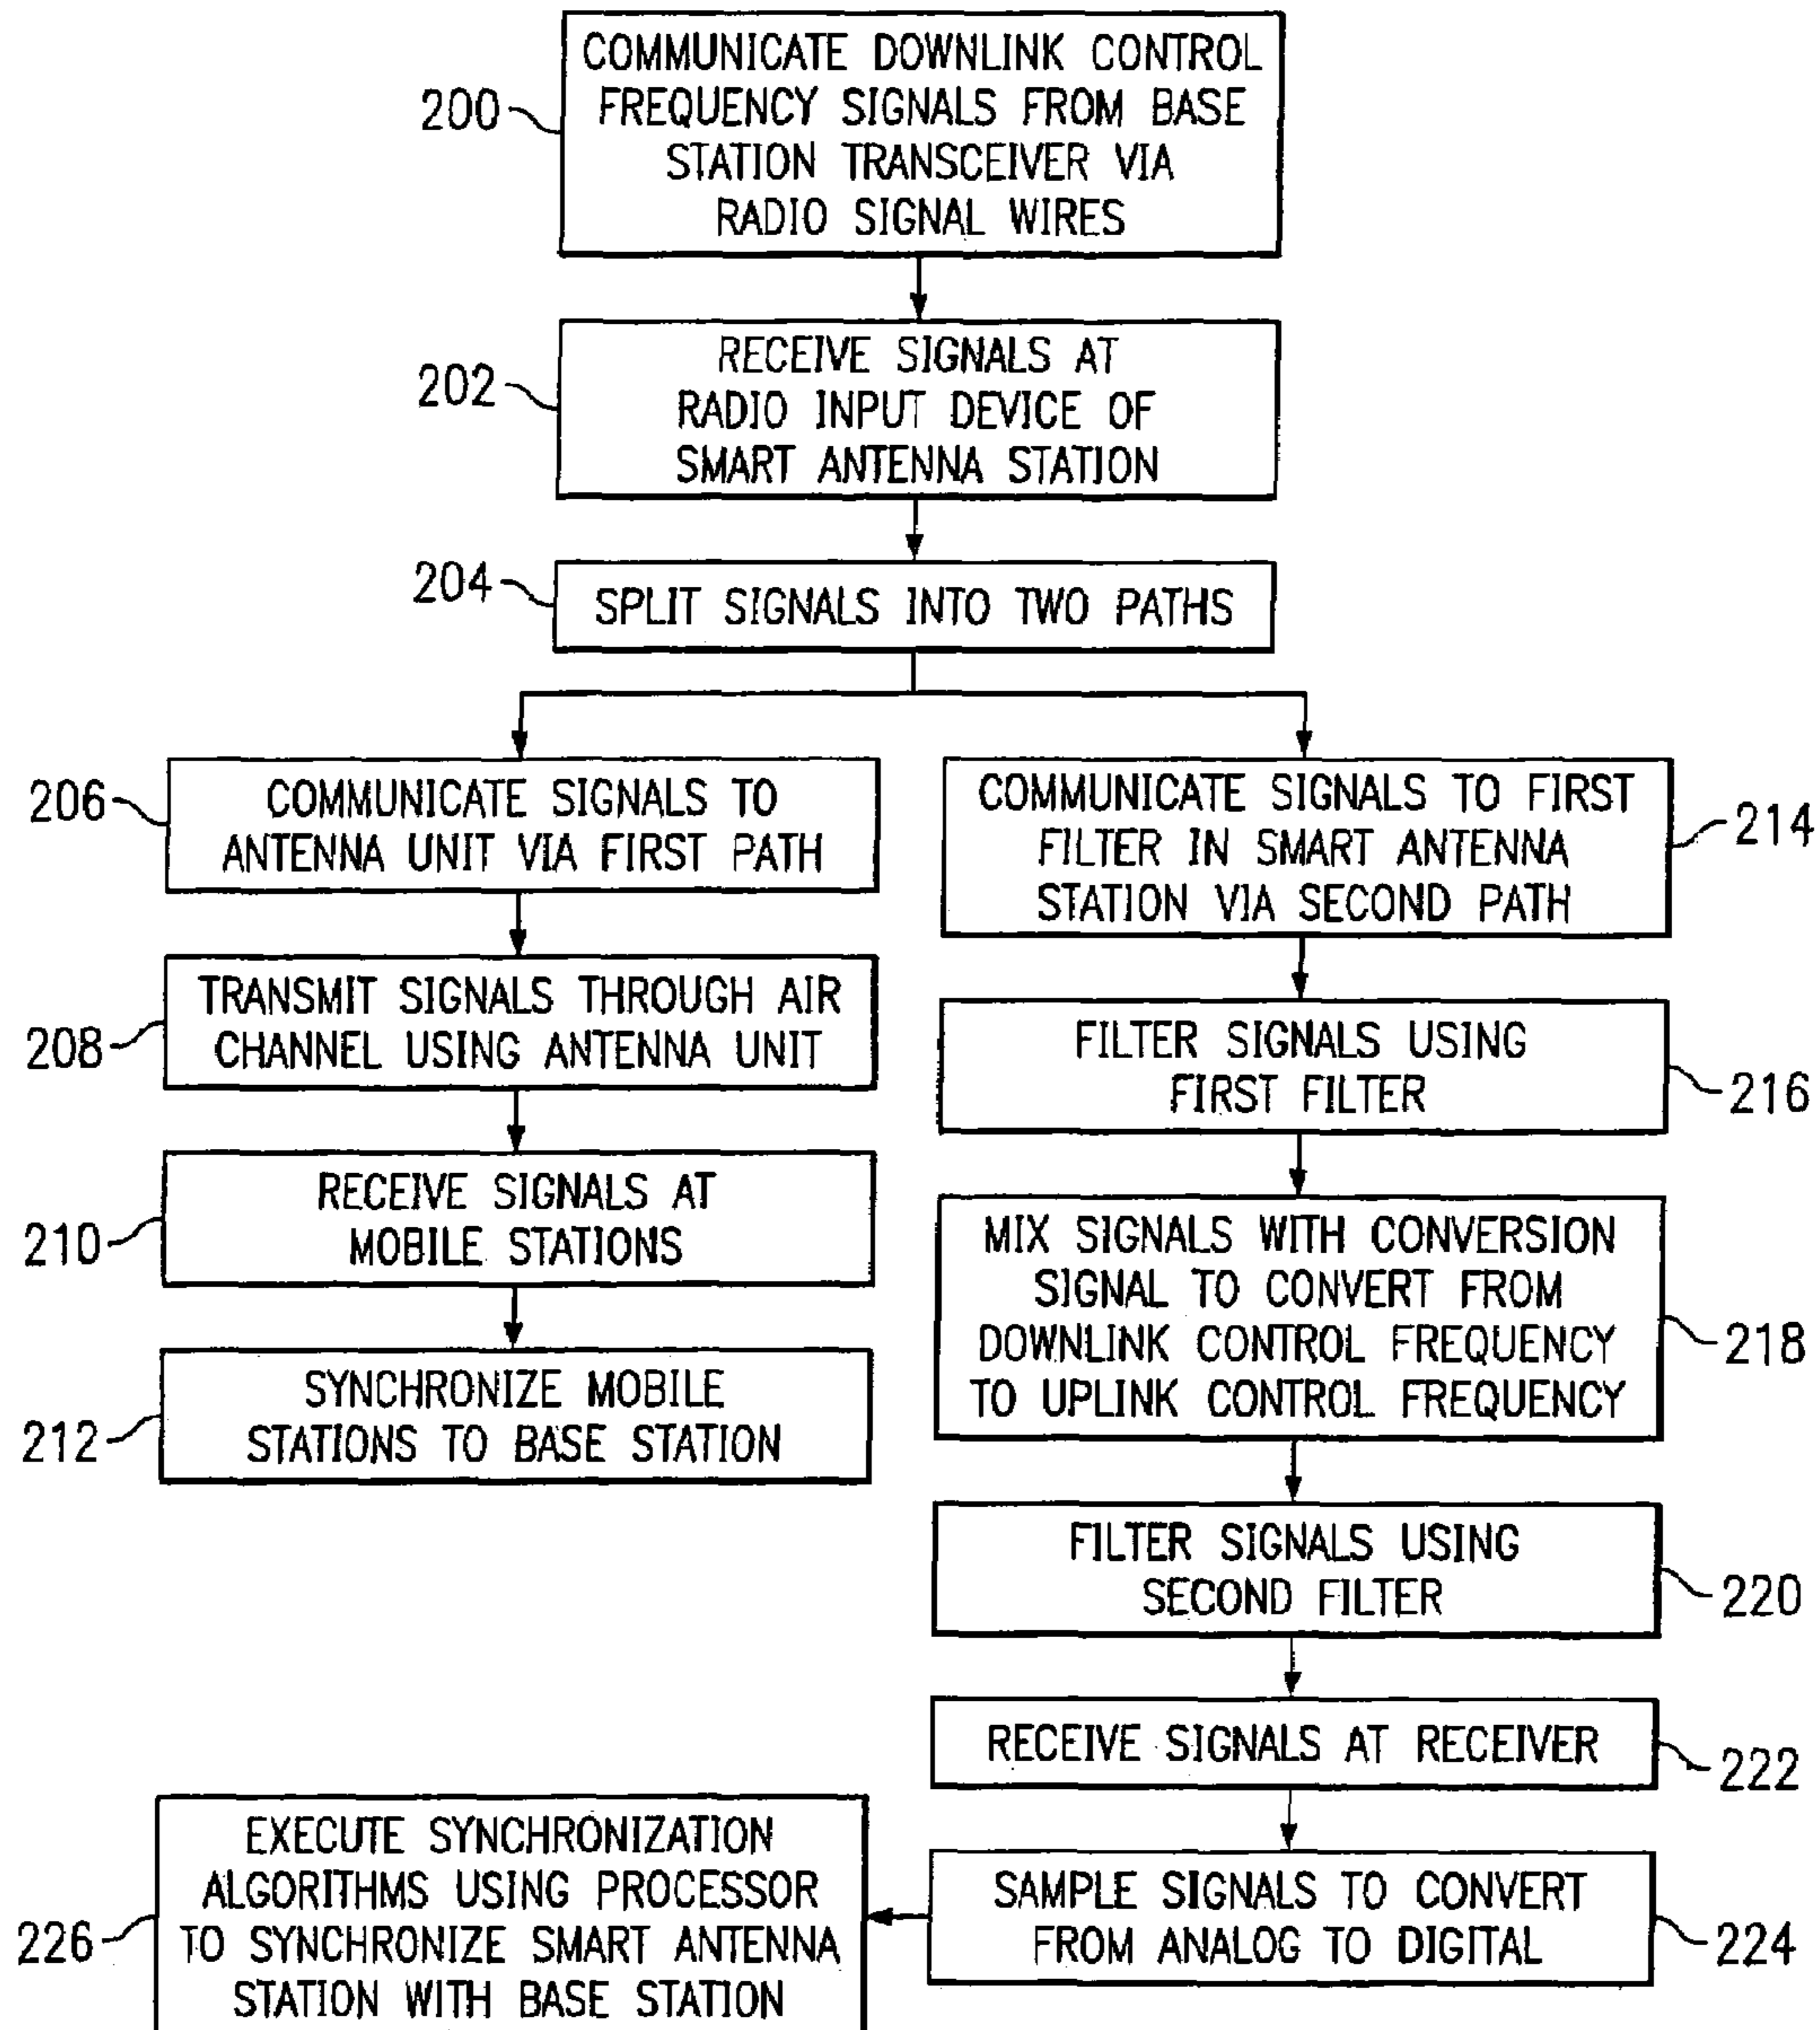 200
COMMUNICATE DOWNLINK CONTROL
FREQUENCY SIGNALS FROM BASE
STATION TRANSCEIVER VIA
RADIO SIGNAL WIRES
202
RECEIVE SIGNALS AT
RADIO INPUT DEVICE OF
SMART ANTENNA STATION
204
SPLIT SIGNALS INTO TWO PATHS
206
COMMUNICATE SIGNALS TO
ANTENNA UNIT VIA FIRST PATH
208
TRANSMIT SIGNALS THROUGH AIR
CHANNEL USING ANTENNA UNIT
210
RECEIVE SIGNALS AT
MOBILE STATIONS
212
SYNCHRONIZE MOBILE
STATIONS TO BASE STATION
COMMUNICATE SIGNALS TO FIRST
FILTER IN SMART ANTENNA
STATION VIA SECOND PATH
214
FILTER SIGNALS USING
FIRST FILTER
216
MIX SIGNALS WITH CONVERSION
SIGNAL TO CONVERT FROM
DOWNLINK CONTROL FREQUENCY
TO UPLINK CONTROL FREQUENCY
218
FILTER SIGNALS USING
SECOND FILTER
220
RECEIVE SIGNALS AT RECEIVER
222
SAMPLE SIGNALS TO CONVERT
FROM ANALOG TO DIGITAL
224
226
EXECUTE SYNCHRONIZATION
ALGORITHMS USING PROCESSOR
TO SYNCHRONIZE SMART ANTENNA
STATION WITH BASE STATION